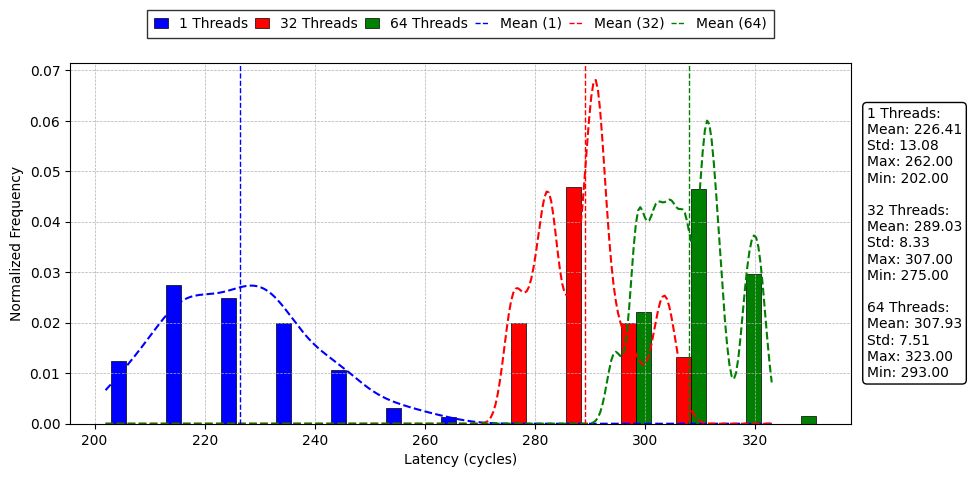 1 Threads 32 Threads 64 Threads Mean (1) Mean (32) Mean (64)
0.07
0.06
0.05
0.04
0.03
0.02
0.01
0.00
Normalized Frequency
200 220 240 260 280 300 320
Latency (cycles)
1 Threads:
Mean: 226.41
Std: 13.08
Max: 262.00
Min: 202.00
32 Threads:
Mean: 289.03
Std: 8.33
Max: 307.00
Min: 275.00
64 Threads:
Mean: 307.93
Std: 7.51
Max: 323.00
Min: 293.00